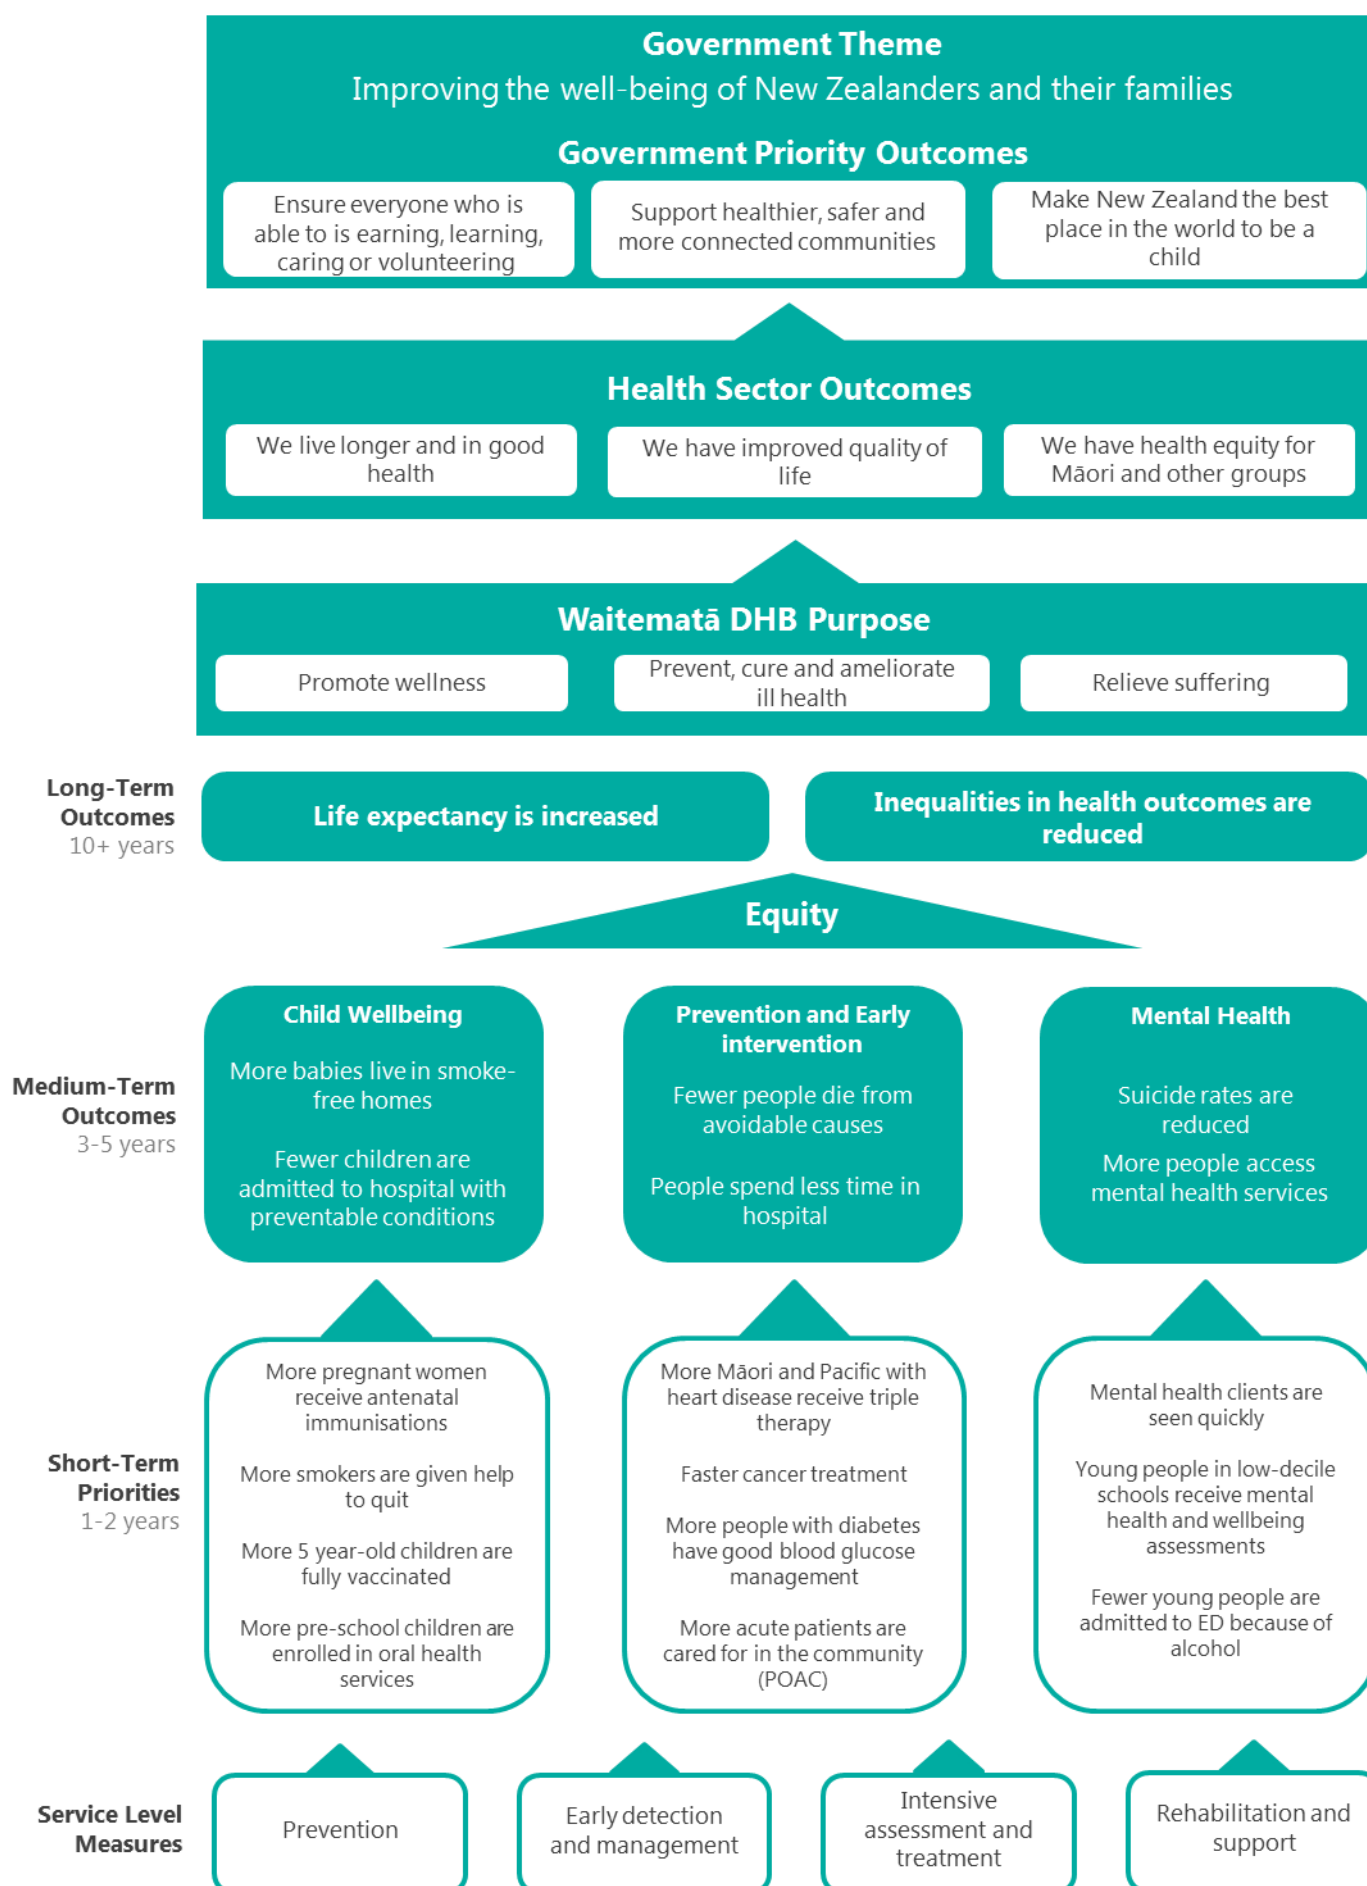 Government Theme
Improving the well-being of New Zealanders and their families
Government Priority Outcomes
Ensure everyone who is
able to is earning, learning,
caring or volunteering
Support healthier, safer and
more connected communities
Make New Zealand the best
place in the world to be a
child
Health Sector Outcomes
We live longer and in good
health
We have improved quality of
life
We have health equity for
Māori and other groups
Waitematā DHB Purpose
Promote wellness
Prevent, cure and ameliorate
ill health
Relieve suffering
Long-Term
Outcomes
10+ years
Life expectancy is increased
Inequalities in health outcomes are
reduced
Equity
Medium-Term
Outcomes
3-5 years
Child Wellbeing
More babies live in smoke-
free homes
Fewer children are
admitted to hospital with
preventable conditions
Prevention and Early
intervention
Fewer people die from
avoidable causes
People spend less time in
hospital
Mental Health
Suicide rates are
reduced
More people access
mental health services
Short-Term
Priorities
1-2 years
More pregnant women
receive antenatal
immunisations
More smokers are given help
to quit
More 5 year-old children are
fully vaccinated
More pre-school children are
enrolled in oral health
services
More Māori and Pacific with
heart disease receive triple
therapy
Faster cancer treatment
More people with diabetes
have good blood glucose
management
More acute patients are
cared for in the community
(POAC)
Mental health clients are
seen quickly
Young people in low-decile
schools receive mental
health and wellbeing
assessments
Fewer young people are
admitted to ED because of
alcohol
Service Level
Measures
Prevention
Early detection
and management
Intensive
assessment and
treatment
Rehabilitation and
support